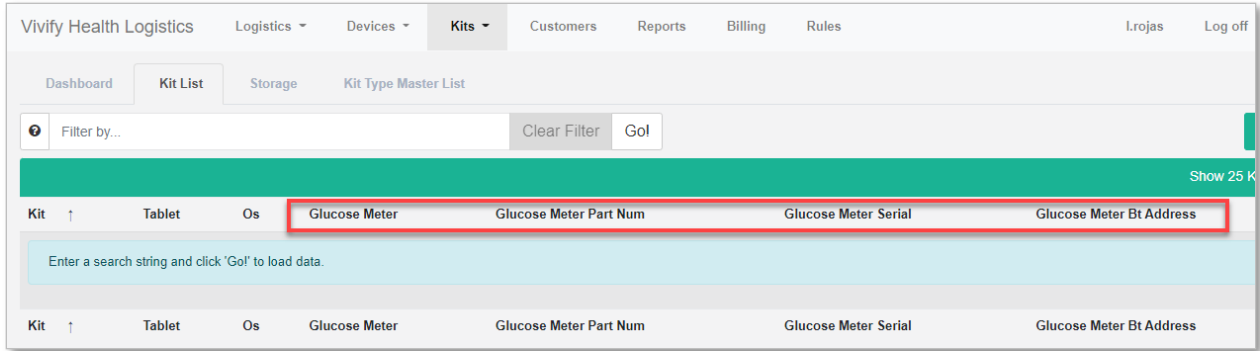 Vivify Health Logistics Logistics Devices Kits Customers Reports Billing Rules l.rojas Log off
Dashboard Kit List Storage Kit Type Master List
Filter by... Clear Filter Go!
Show 25 K
Kit ↑ Tablet Os Glucose Meter Glucose Meter Part Num Glucose Meter Serial Glucose Meter Bt Address
Enter a search string and click 'Go!' to load data.
Kit ↑ Tablet Os Glucose Meter Glucose Meter Part Num Glucose Meter Serial Glucose Meter Bt Address